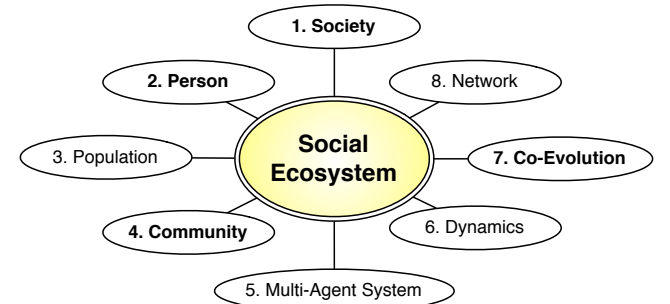 1. Society
2. Person
8. Network
Social
Ecosystem
3. Population
7. Co-Evolution
4. Community
6. Dynamics
5. Multi-Agent System